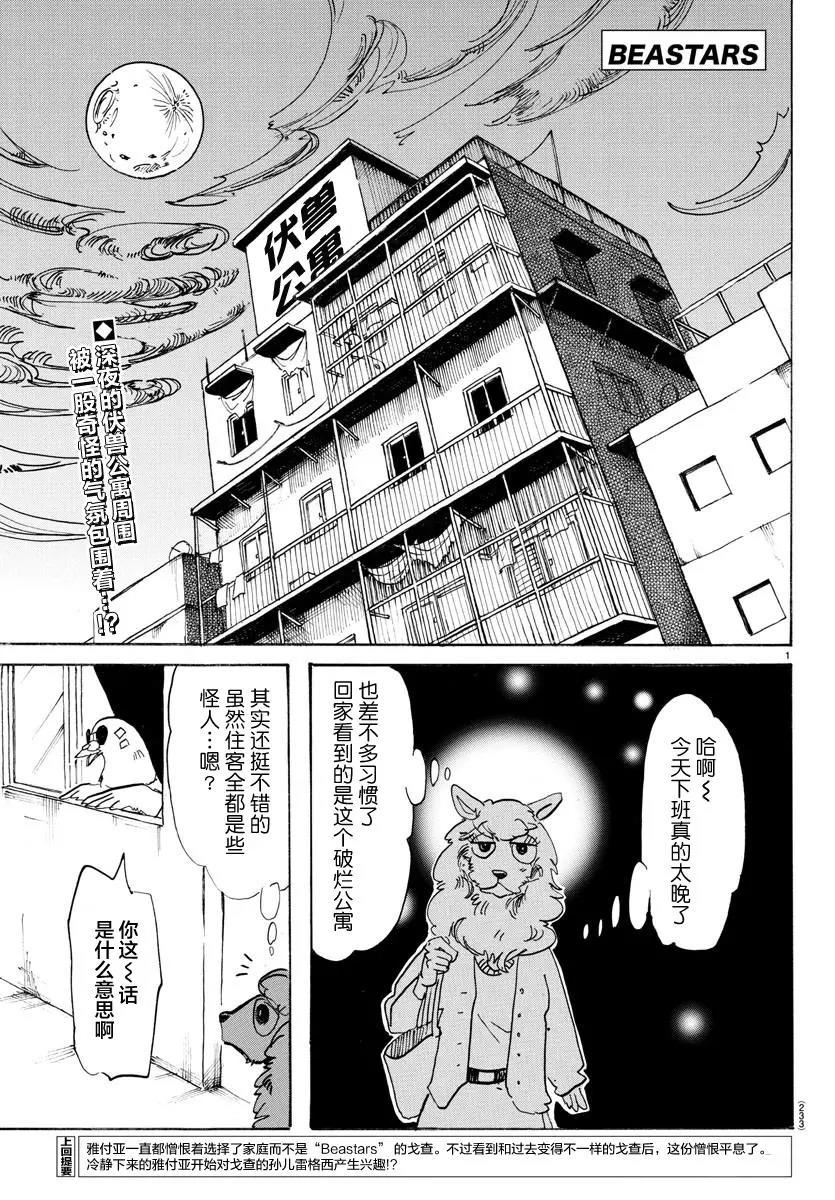 BEASTARS
伏兽
公寓
◆深夜的伏兽公寓周围
被一股奇怪的气氛包围着…!?
1
哈啊~
今天下班真的太晚了
也差不多习惯了
回家看到的是这个破烂公寓
其实还挺不错的
虽然住客全都是些
怪人…嗯?
你这~话
是什么意思啊
(233)
上回提要
雅付亚一直都憎恨着选择了家庭而不是“Beastars”的戈查。不过看到和过去变得不一样的戈查后，这份憎恨平息了。
冷静下来的雅付亚开始对戈查的孙儿雷格西产生兴趣!?